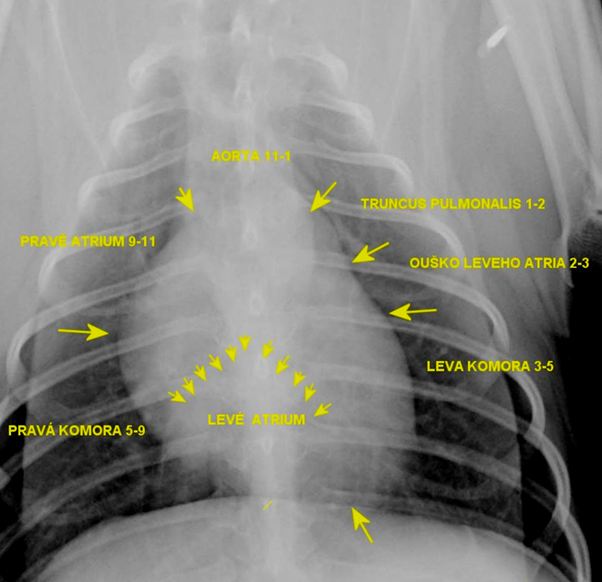 AORTA 11-1
TRUNCUS PULMONALIS 1-2
PRAVÉ ATRIUM 9-11
OUŠKO LEVEHO ATRIA 2-3
LEVA KOMORA 3-5
LEVÉ ATRIUM
PRAVÁ KOMORA 5-9